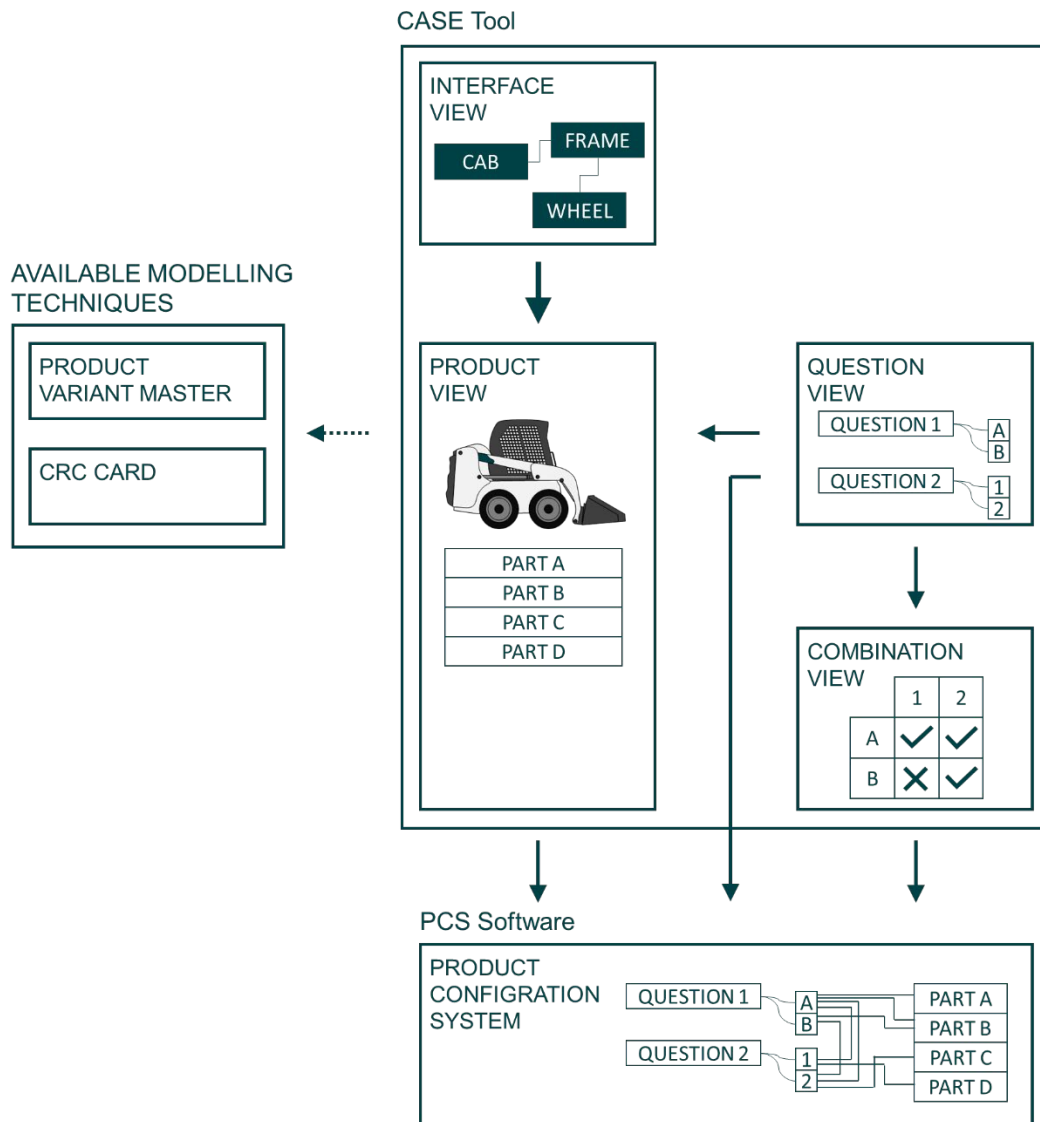 CASE Tool
INTERFACE
VIEW
CAB
FRAME
WHEEL
AVAILABLE MODELLING
TECHNIQUES
PRODUCT
VARIANT MASTER
CRC CARD
PRODUCT
VIEW
PART A
PART B
PART C
PART D
QUESTION
VIEW
QUESTION 1
A
B
QUESTION 2
1
2
COMBINATION
VIEW
1 2
A
B
PCS Software
PRODUCT
CONFIGRATION
SYSTEM
QUESTION 1
A
B
QUESTION 2
1
2
PART A
PART B
PART C
PART D